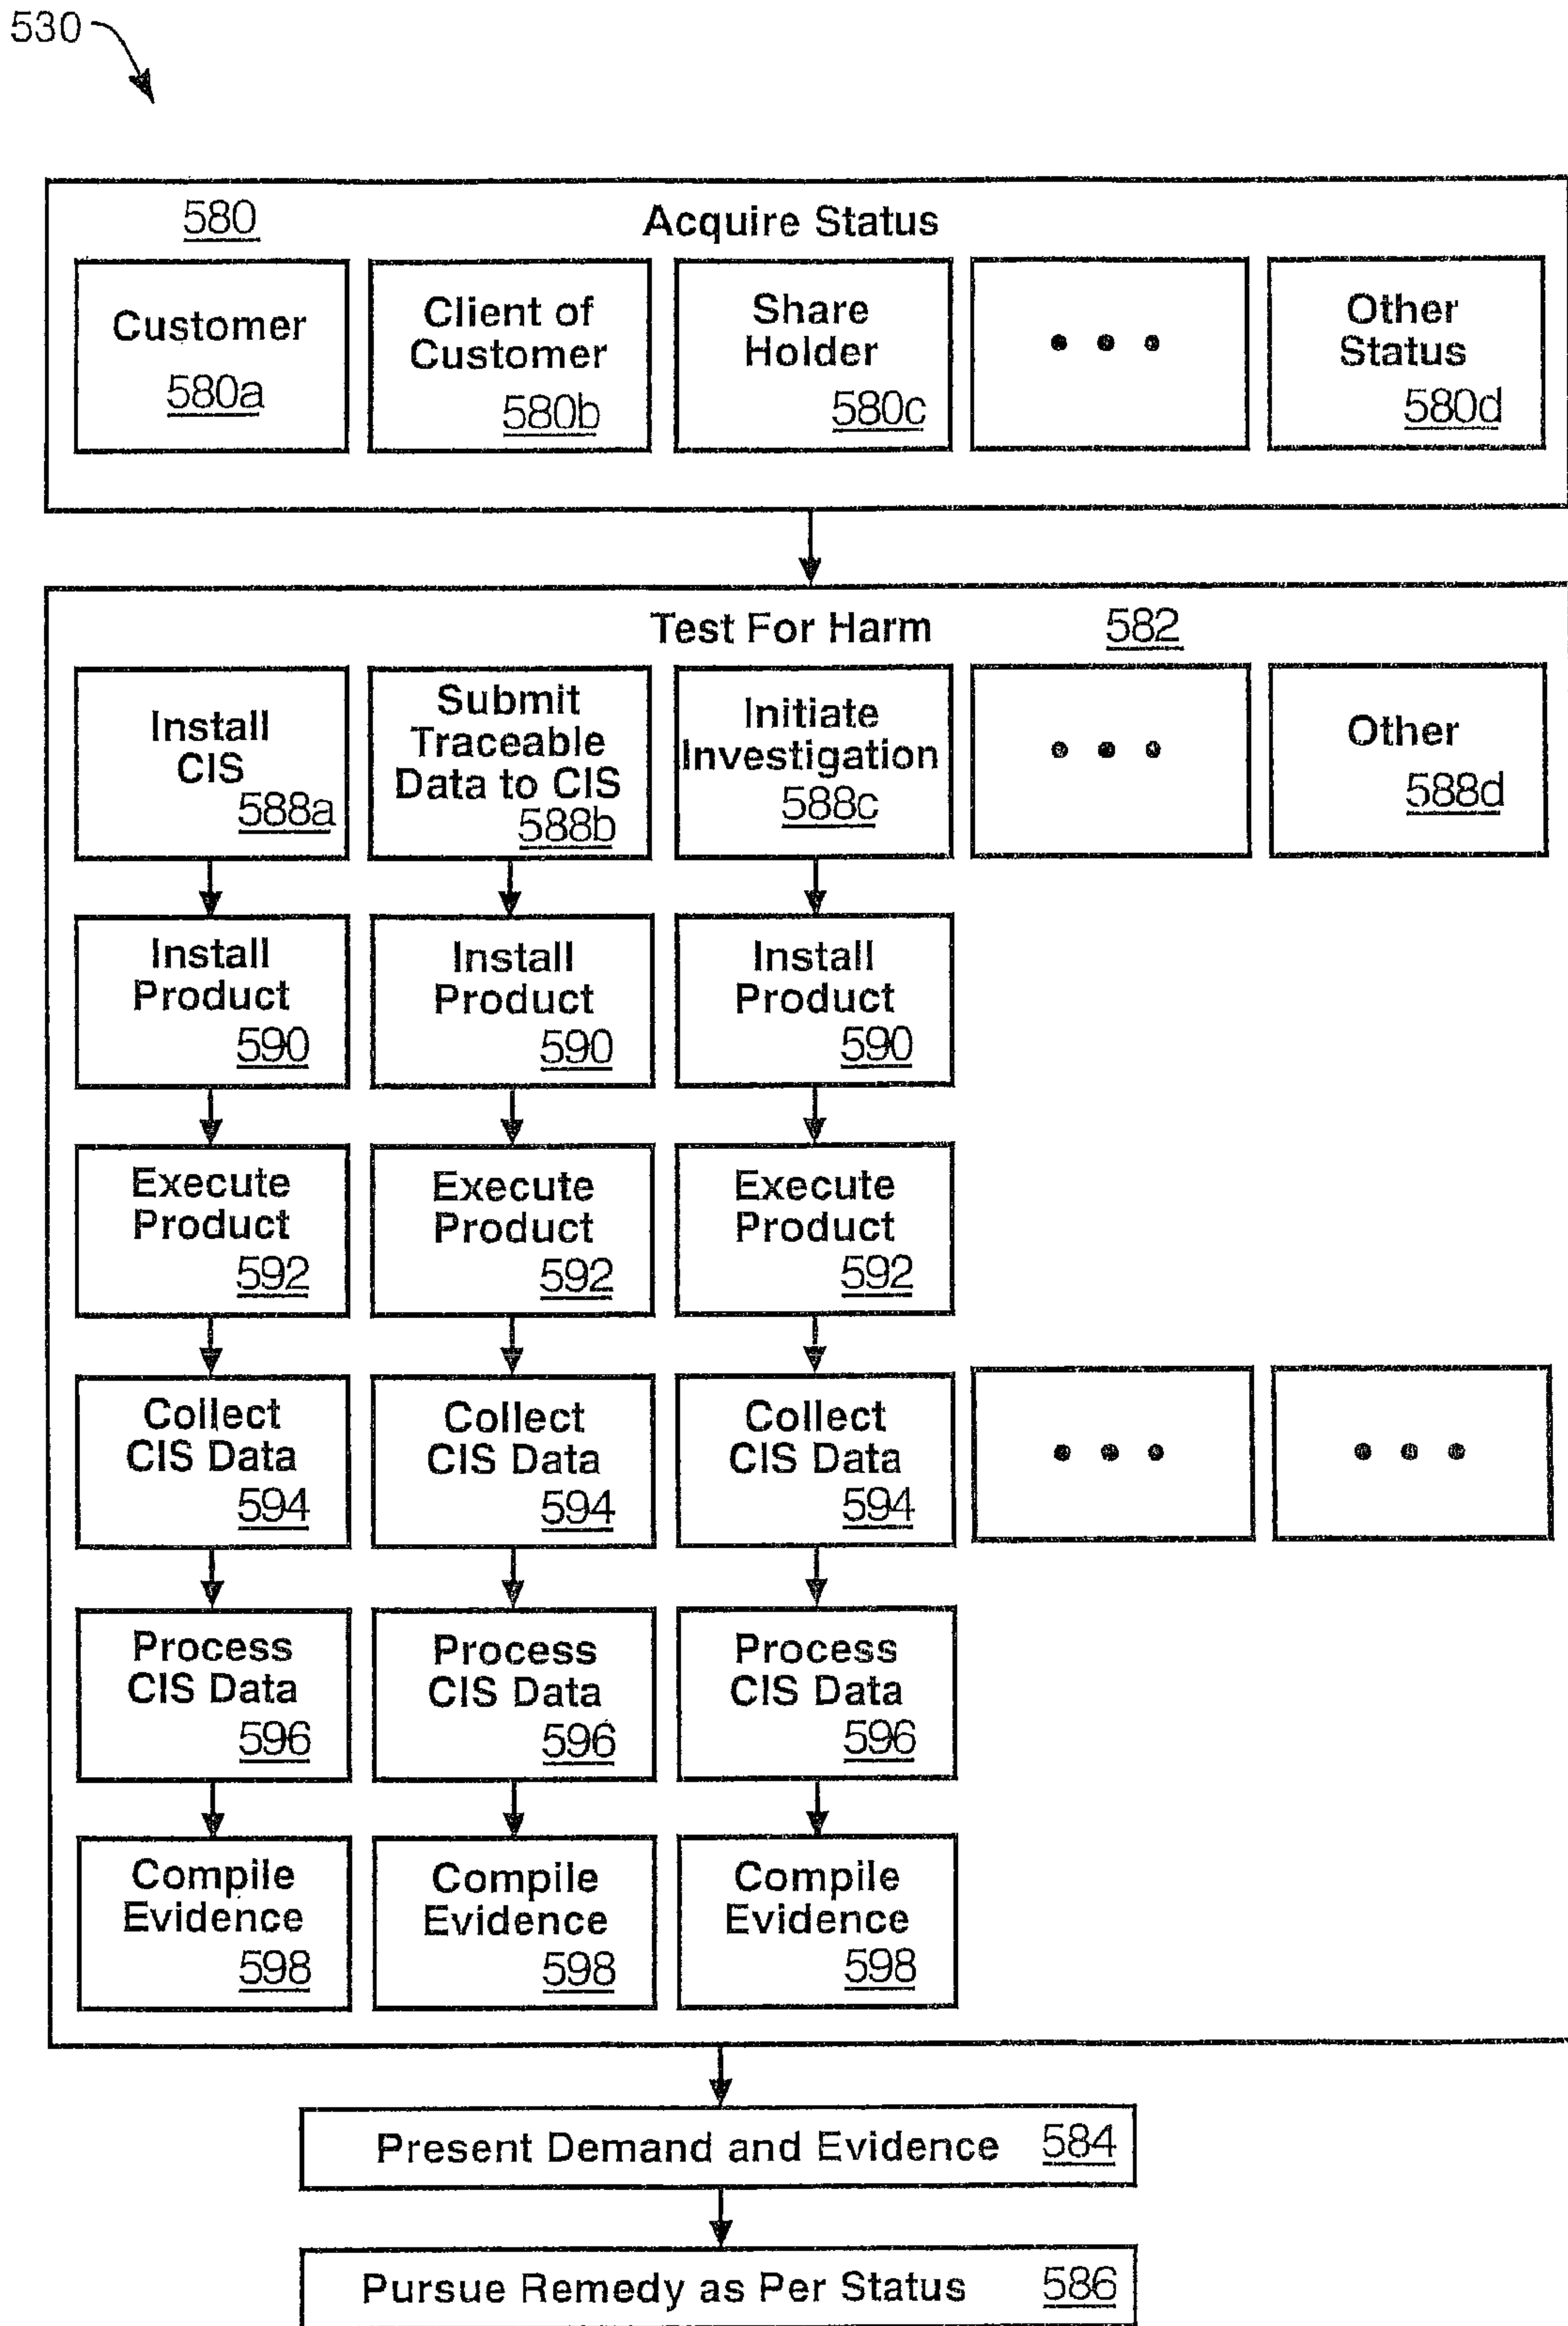 530
580
Acquire Status
Customer
580a
Client of
Customer
580b
Share
Holder
580c
• • •
Other
Status
580d
Test For Harm 582
Install
CIS
588a
Submit
Traceable
Data to CIS
588b
Initiate
Investigation
588c
• • •
Other
588d
Install
Product
590
Install
Product
590
Install
Product
590
Execute
Product
592
Execute
Product
592
Execute
Product
592
Collect
CIS Data
594
Collect
CIS Data
594
Collect
CIS Data
594
• • •
• • •
Process
CIS Data
596
Process
CIS Data
596
Process
CIS Data
596
Compile
Evidence
598
Compile
Evidence
598
Compile
Evidence
598
Present Demand and Evidence 584
Pursue Remedy as Per Status 586